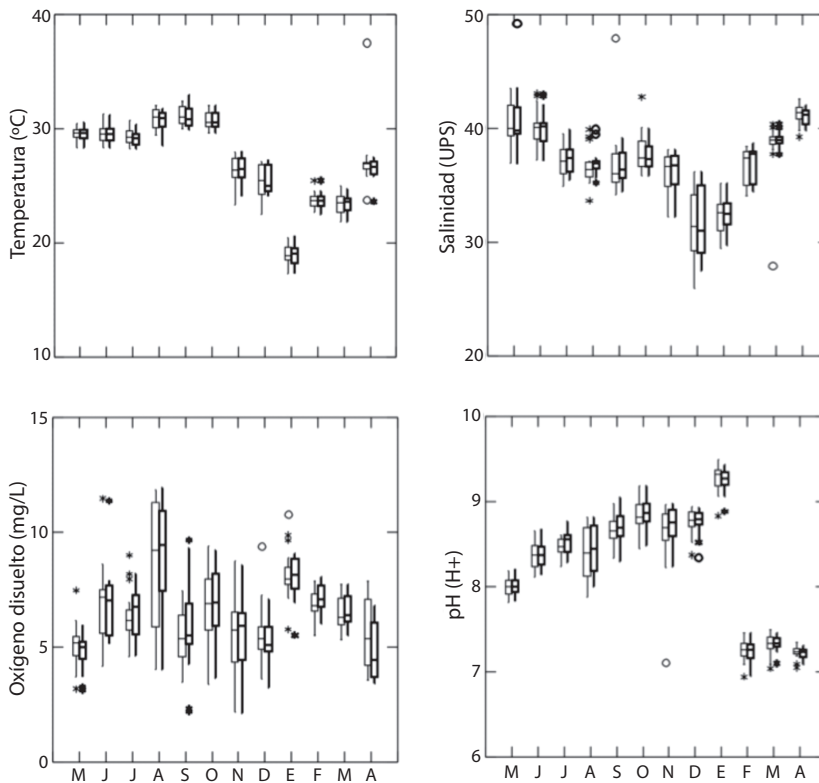 40
30
20
10
Temperatura (ºC)
50
40
30
20
Salinidad (UPS)
15
10
5
0
Oxígeno disuelto (mg/L)
M J J A S O N D E F M A
10
9
8
7
6
pH (H+)
M J J A S O N D E F M A